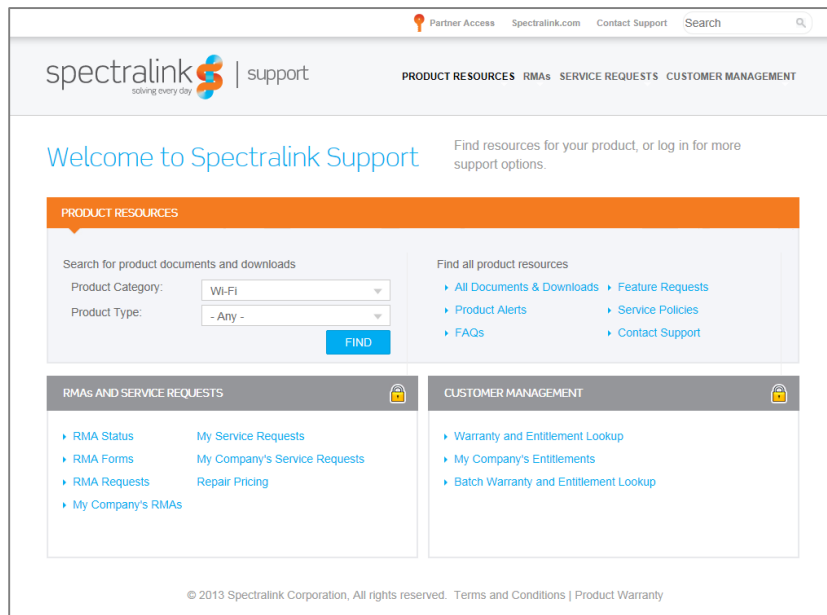 Partner Access Spectralink.com Contact Support Search
spectralink | support
solving every day
PRODUCT RESOURCES RMAs SERVICE REQUESTS CUSTOMER MANAGEMENT
Welcome to Spectralink Support
Find resources for your product, or log in for more
support options.
PRODUCT RESOURCES
Search for product documents and downloads
Product Category: Wi-Fi
Product Type: - Any -
FIND
Find all product resources
All Documents & Downloads Feature Requests
Product Alerts Service Policies
FAQs Contact Support
RMAs AND SERVICE REQUESTS
RMA Status My Service Requests
RMA Forms My Company's Service Requests
RMA Requests Repair Pricing
My Company's RMAs
CUSTOMER MANAGEMENT
Warranty and Entitlement Lookup
My Company's Entitlements
Batch Warranty and Entitlement Lookup
© 2013 Spectralink Corporation, All rights reserved. Terms and Conditions | Product Warranty